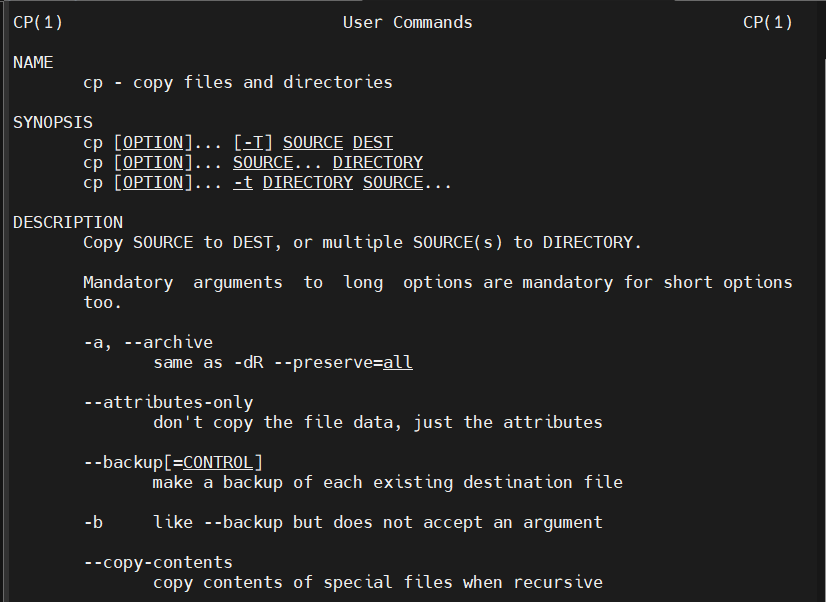 CP(1)                            User Commands                           CP(1)
NAME
       cp - copy files and directories
SYNOPSIS
       cp [OPTION]... [-T] SOURCE DEST
       cp [OPTION]... SOURCE... DIRECTORY
       cp [OPTION]... -t DIRECTORY SOURCE...
DESCRIPTION
       Copy SOURCE to DEST, or multiple SOURCE(s) to DIRECTORY.
       Mandatory  arguments  to  long  options are mandatory for short options
       too.
       -a, --archive
              same as -dR --preserve=all
       --attributes-only
              don't copy the file data, just the attributes
       --backup[=CONTROL]
              make a backup of each existing destination file
       -b     like --backup but does not accept an argument
       --copy-contents
              copy contents of special files when recursive